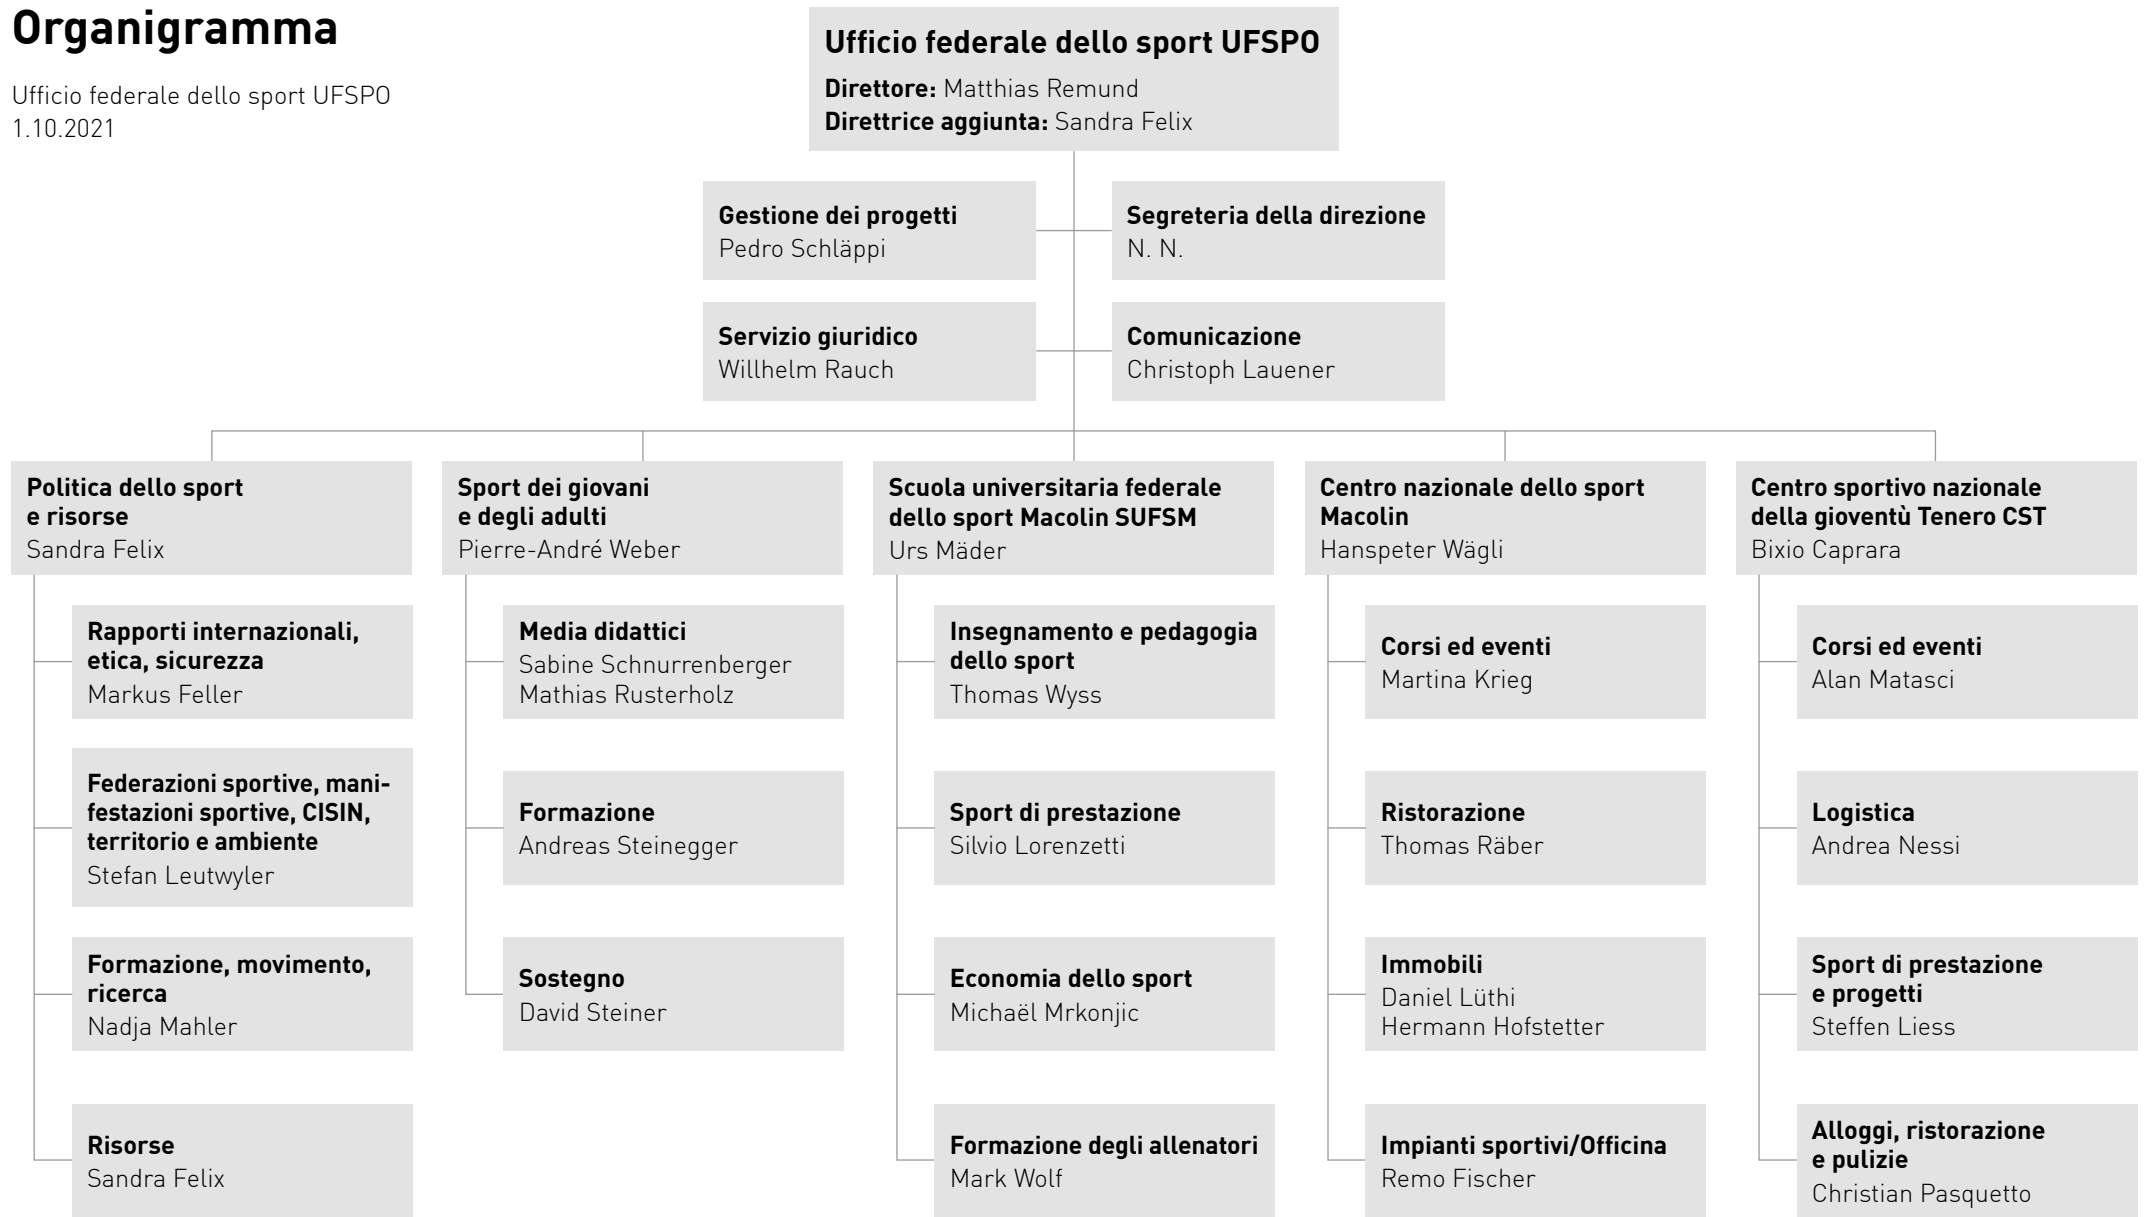 Organigramma
Ufficio federale dello sport UFSPO
1.10.2021
Ufficio federale dello sport UFSPO
Direttore: Matthias Remund
Direttrice aggiunta: Sandra Felix
Gestione dei progetti
Pedro Schläppi
Segreteria della direzione
N. N.
Servizio giuridico
Willhelm Rauch
Comunicazione
Christoph Lauener
Politica dello sport
e risorse
Sandra Felix
Rapporti internazionali,
etica, sicurezza
Markus Feller
Federazioni sportive, mani-
festazioni sportive, CISIN,
territorio e ambiente
Stefan Leutwyler
Formazione, movimento,
ricerca
Nadja Mahler
Risorse
Sandra Felix
Sport dei giovani
e degli adulti
Pierre-André Weber
Media didattici
Sabine Schnurrenberger
Mathias Rusterholz
Formazione
Andreas Steinegger
Sostegno
David Steiner
Scuola universitaria federale
dello sport Macolin SUFSM
Urs Mäder
Insegnamento e pedagogia
dello sport
Thomas Wyss
Sport di prestazione
Silvio Lorenzetti
Economia dello sport
Michaël Mrkonjic
Formazione degli allenatori
Mark Wolf
Centro nazionale dello sport
Macolin
Hanspeter Wägli
Corsi ed eventi
Martina Krieg
Ristorazione
Thomas Räber
Immobili
Daniel Lüthi
Hermann Hofstetter
Impianti sportivi/Officina
Remo Fischer
Centro sportivo nazionale
della gioventù Tenero CST
Bixio Caprara
Corsi ed eventi
Alan Matasci
Logistica
Andrea Nessi
Sport di prestazione
e progetti
Steffen Liess
Alloggi, ristorazione
e pulizie
Christian Pasquetto